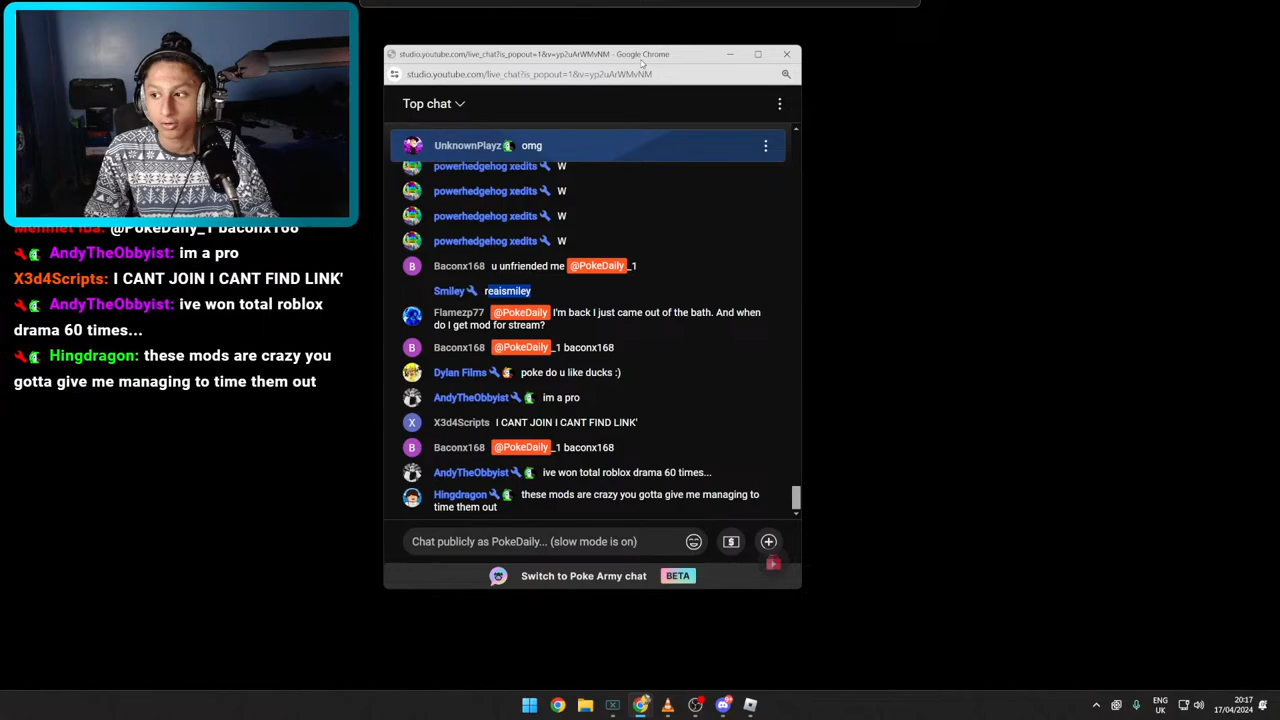 studio.youtube.com/live_chat?is_popout=1&v=yp2uArWMvNM - Google Chrome
studio.youtube.com/live_chat?is_popout=1&v=yp2uArWMvNM
Top chat
UnknownPlayz omg
powerhedgehog xedits W
powerhedgehog xedits W
powerhedgehog xedits W
powerhedgehog xedits W
Baconx168 u unfriended me @PokeDaily_1
Smiley reaismiley
Flamezp77 @PokeDaily I'm back I just came out of the bath. And when
do I get mod for stream?
Baconx168 @PokeDaily_1 baconx168
Dylan Films poke do u like ducks :)
AndyTheObbyist im a pro
X3d4Scripts I CANT JOIN I CANT FIND LINK'
Baconx168 @PokeDaily_1 baconx168
AndyTheObbyist ive won total roblox drama 60 times...
Hingdragon these mods are crazy you gotta give me managing to
time them out
Chat publicly as PokeDaily... (slow mode is on)
Switch to Poke Army chat BETA
@PokeDaily_1 baconx168
AndyTheObbyist: im a pro
X3d4Scripts: I CANT JOIN I CANT FIND LINK'
AndyTheObbyist: ive won total roblox
drama 60 times...
Hingdragon: these mods are crazy you
gotta give me managing to time them out
ENG
UK
20:17
17/04/2024